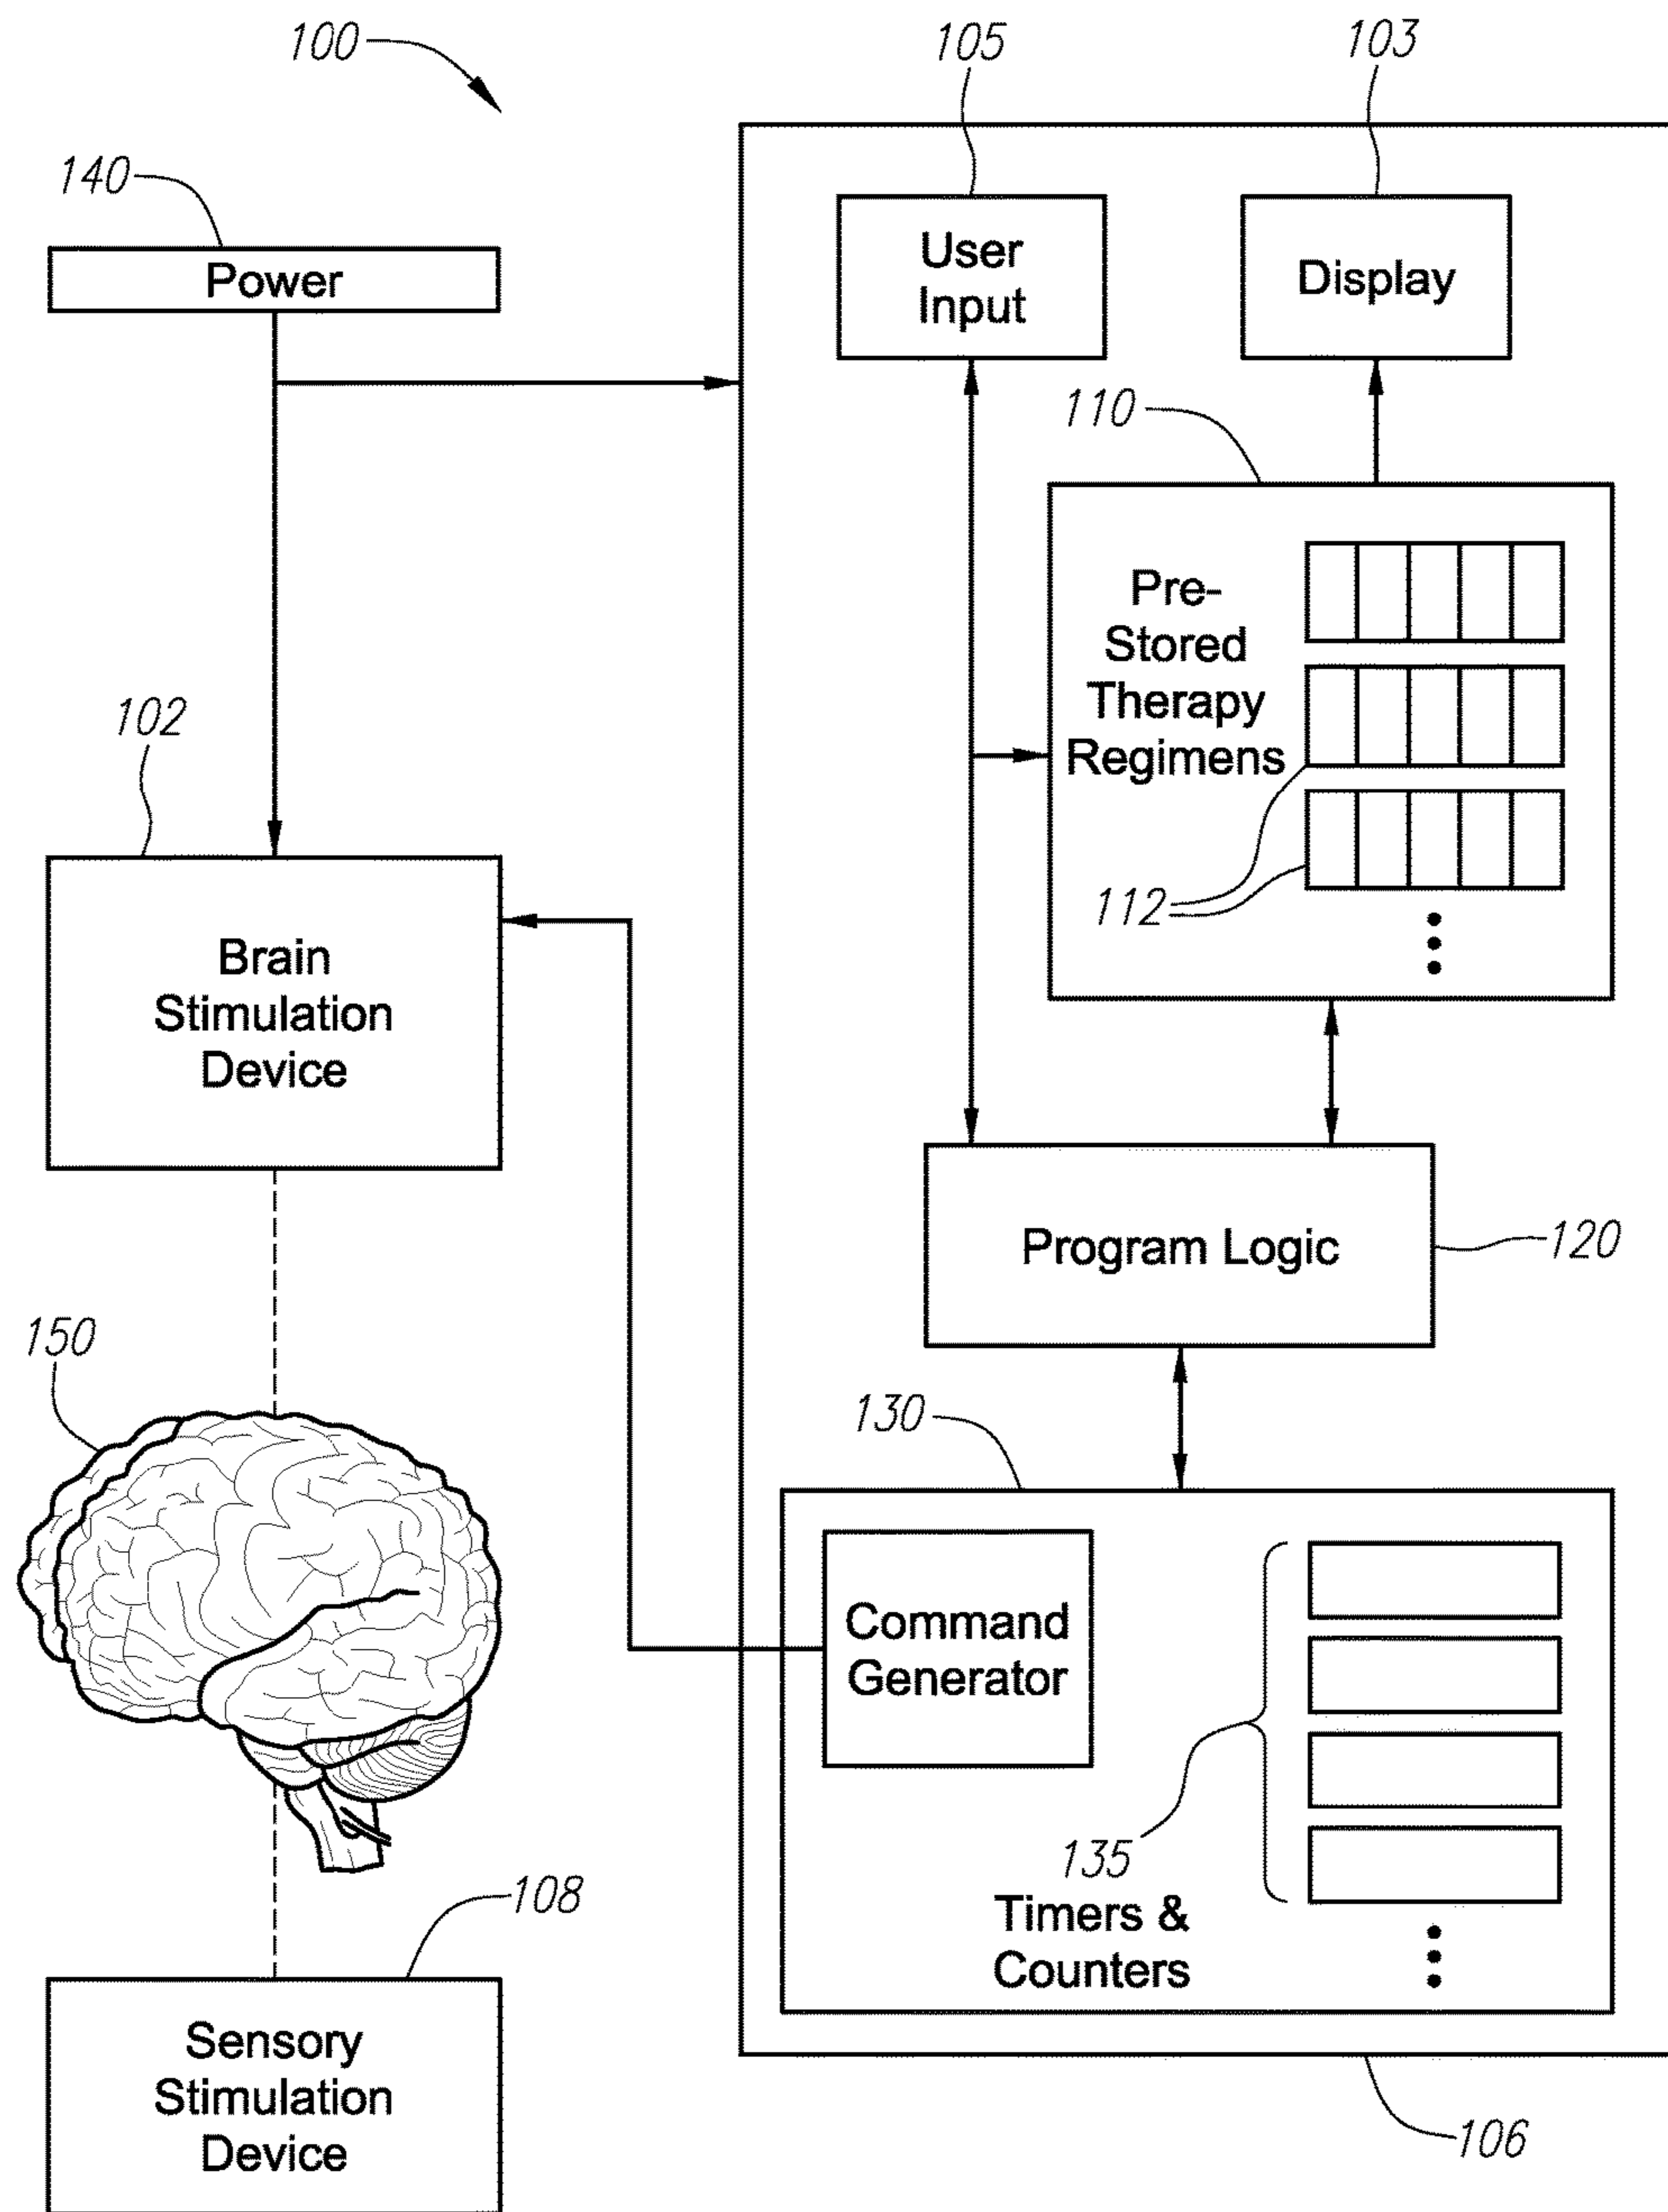 100
105
103
140
Power
User
Input
Display
110
Pre-
Stored
Therapy
Regimens
112
102
Brain
Stimulation
Device
Program Logic
120
150
130
Command
Generator
135
Timers &
Counters
108
Sensory
Stimulation
Device
106